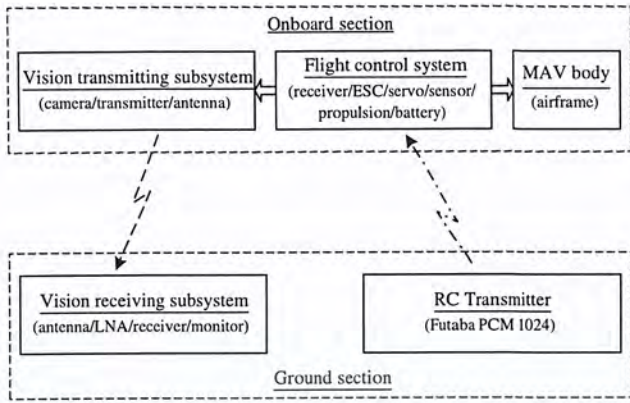 Onboard section
Vision transmitting subsystem
(camera/transmitter/antenna)
Flight control system
(receiver/ESC/servo/sensor/
propulsion/battery)
MAV body
(airframe)
Vision receiving subsystem
(antenna/LNA/receiver/monitor)
RC Transmitter
(Futaba PCM 1024)
Ground section